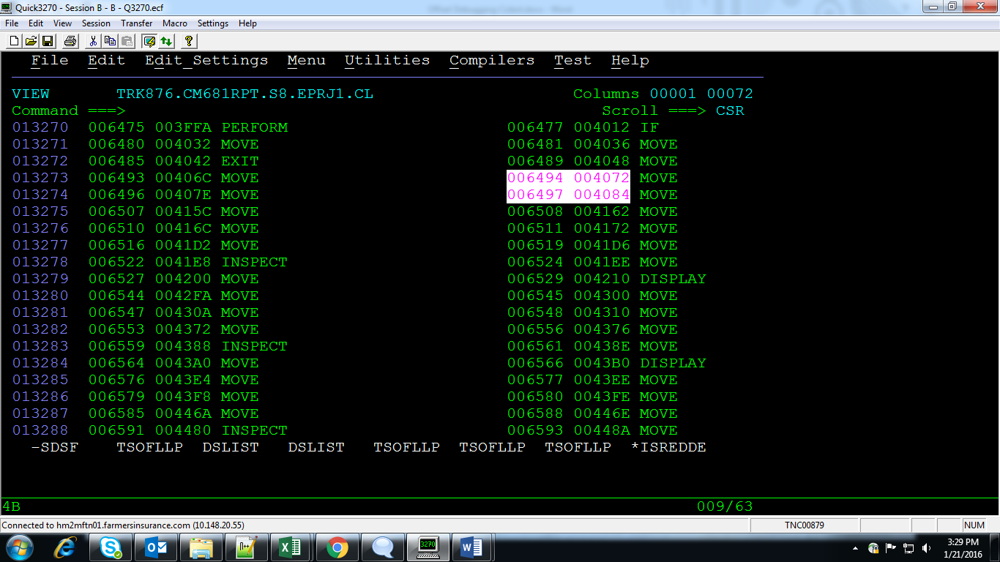 Quick3270 - Session B - B - Q3270.ecf
File Edit View Session Transfer Macro Settings Help
File Edit Edit_Settings Menu Utilities Compilers Test Help
VIEW TRK876.CM681RPT.S8.EPRJ1.CL Columns 00001 00072
Command ===> Scroll ===> CSR
013270 006475 003FFA PERFORM 006477 004012 IF
013271 006480 004032 MOVE 006481 004036 MOVE
013272 006485 004042 EXIT 006489 004048 MOVE
013273 006493 00406C MOVE 006494 004072 MOVE
013274 006496 00407E MOVE 006497 004084 MOVE
013275 006507 00415C MOVE 006508 004162 MOVE
013276 006510 00416C MOVE 006511 004172 MOVE
013277 006516 0041D2 MOVE 006519 0041D6 MOVE
013278 006522 0041E8 INSPECT 006524 0041EE MOVE
013279 006527 004200 MOVE 006529 004210 DISPLAY
013280 006544 0042FA MOVE 006545 004300 MOVE
013281 006547 00430A MOVE 006548 004310 MOVE
013282 006553 004372 MOVE 006556 004376 MOVE
013283 006559 004388 INSPECT 006561 00438E MOVE
013284 006564 0043A0 MOVE 006566 0043B0 DISPLAY
013285 006576 0043E4 MOVE 006577 0043EE MOVE
013286 006579 0043F8 MOVE 006580 0043FE MOVE
013287 006585 00446A MOVE 006588 00446E MOVE
013288 006591 004480 INSPECT 006593 00448A MOVE
-SDSF TSOFLLP DSLIST DSLIST TSOFLLP TSOFLLP TSOFLLP *ISREDDE
4B 009/63
Connected to hm2mftn01.farmersinsurance.com (10.148.20.55) TNC00879 NUM
3270
3:29 PM
1/21/2016